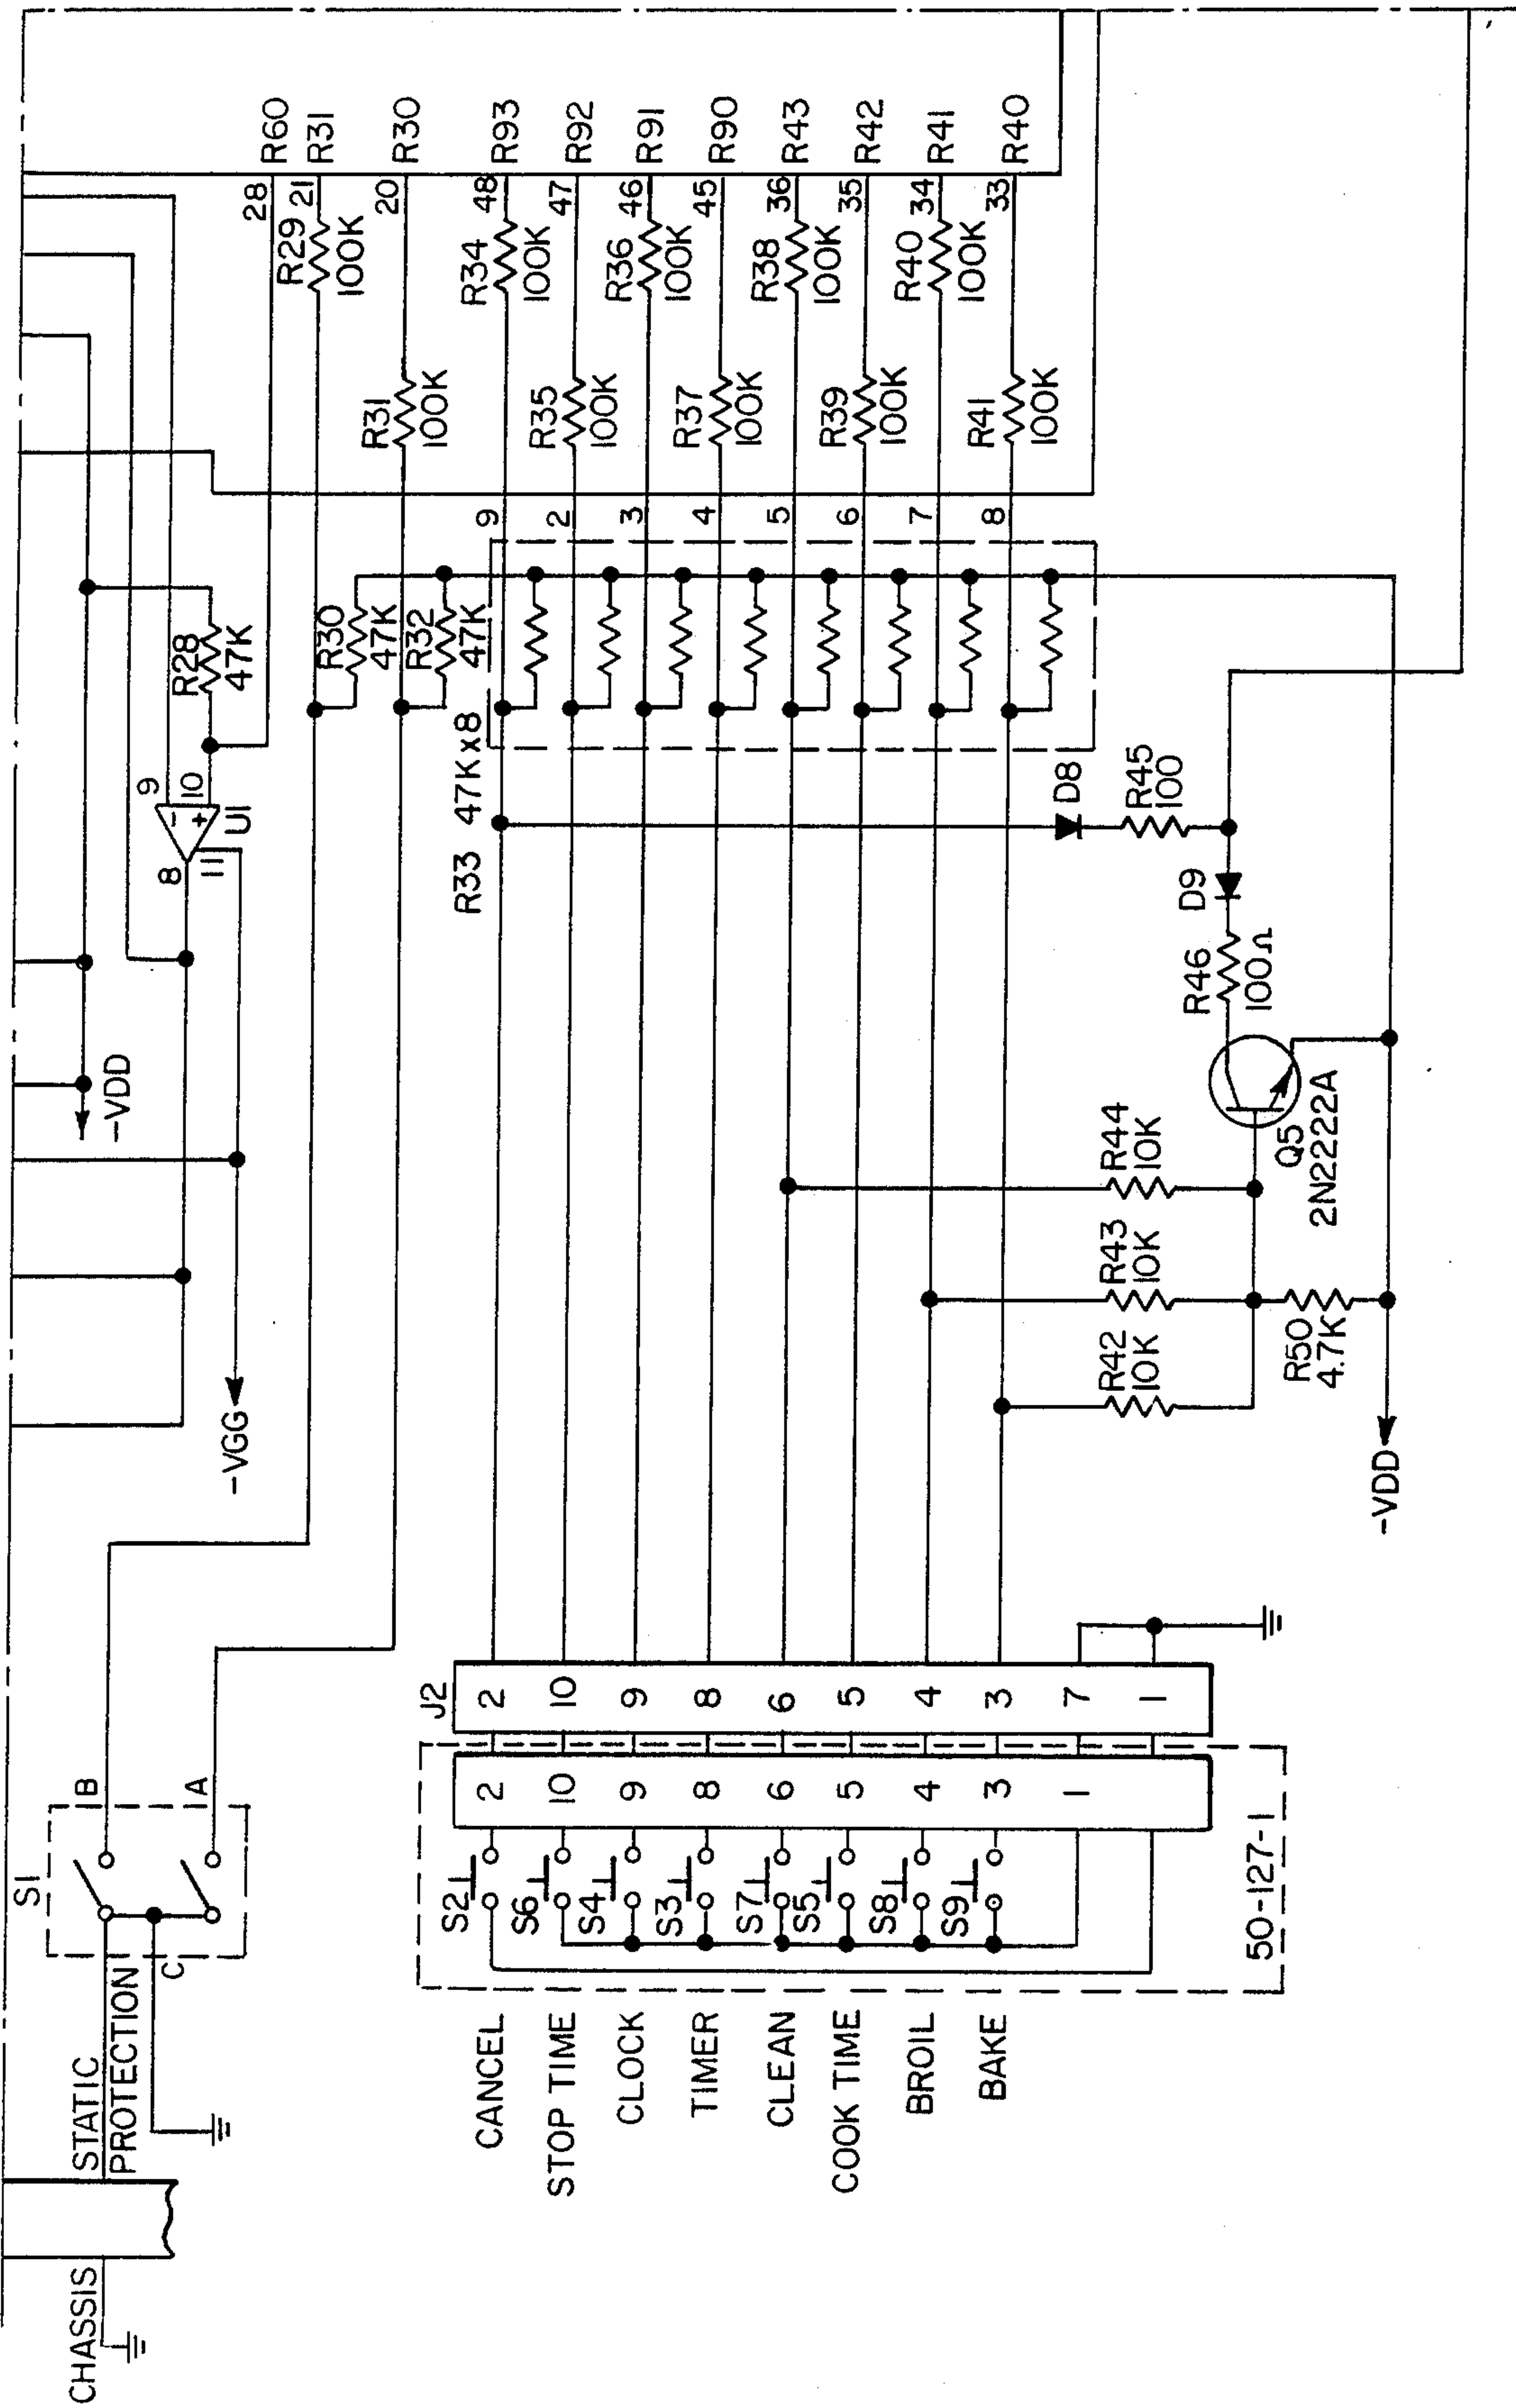 CHASSIS
STATIC
PROTECTION
S1
B
A
C
-VDD
-VGG
8
11
9
10
U1
R28
47K
28
R60
R29
100K
21
R31
R31
100K
20
R30
R30
47K
R32
47K
R33 47K x 8
9
R34
100K
48
R93
2
R35
100K
47
R92
3
R36
100K
46
R91
4
R37
100K
45
R90
5
R38
100K
36
R43
6
R39
100K
35
R42
7
R40
100K
34
R41
8
R41
100K
33
R40
CANCEL
S2
2
2
STOP TIME
S6
10
10
CLOCK
S4
9
9
TIMER
S3
8
8
CLEAN
S7
6
6
COOK TIME
S5
5
5
BROIL
S8
4
4
BAKE
S9
3
3
1
7
1
J2
50-127-1
R42
10K
R43
10K
R44
10K
R50
4.7K
Q5
2N2222A
R46
100Ω
D9
D8
R45
100
-VDD